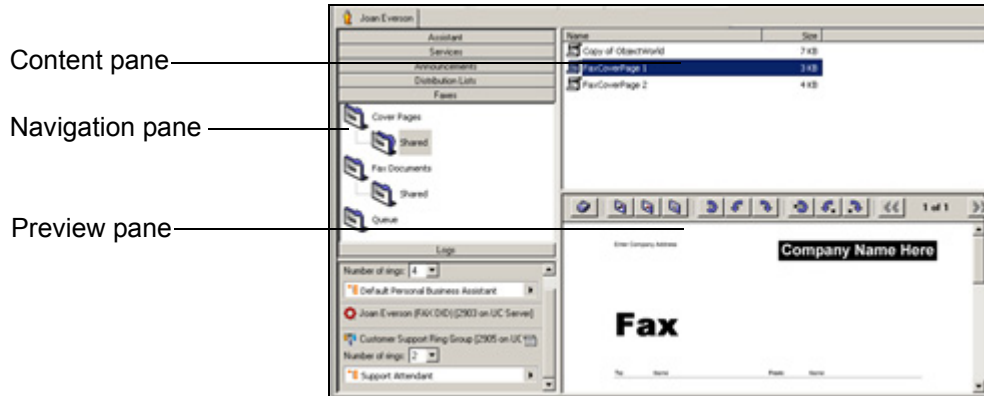 Content pane
Navigation pane
Preview pane
Joan Everson
Assistant
Services
Announcements
Distribution Lists
Faxes
Cover Pages
Shared
Fax Documents
Shared
Queue
Logs
Number of rings: 4
Default Personal Business Assistant
Joan Everson (FAX DID) [2903 on UC Server]
Customer Support Ring Group [2905 on UC
Number of rings: 2
Support Attendant
Name Size
Copy of ObjectWorld 7 KB
FaxCoverPage 1 3 KB
FaxCoverPage 2 4 KB
1 of 1
Enter Company Address
Company Name Here
Fax
To: Name From: Name